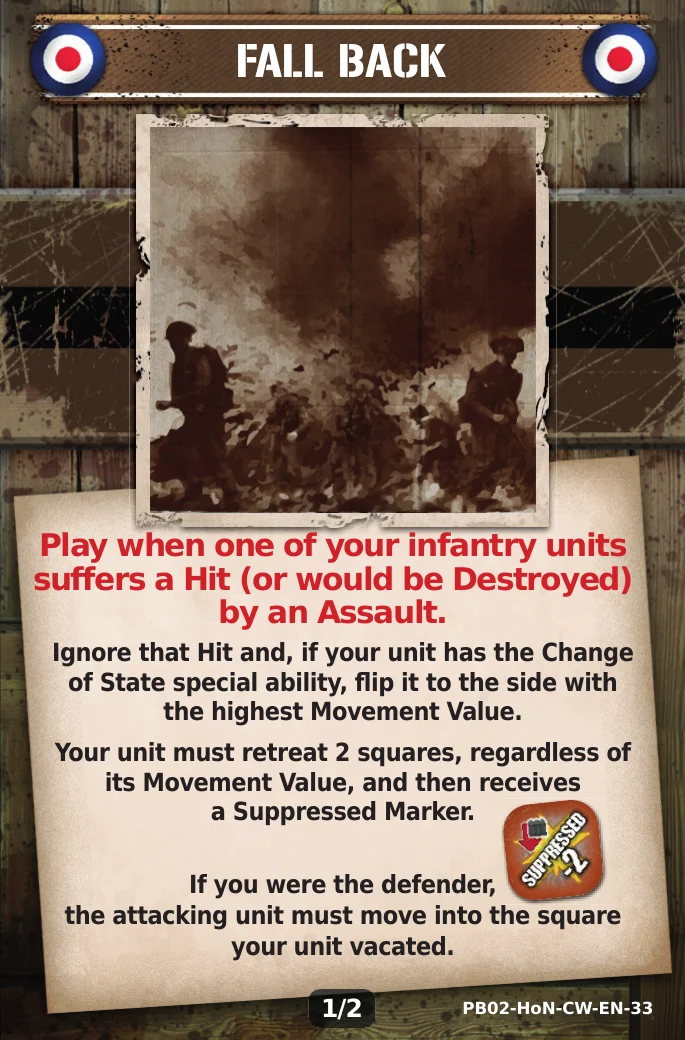 FALL BACK
Play when one of your infantry units
suffers a Hit (or would be Destroyed)
by an Assault.
Ignore that Hit and, if your unit has the Change
of State special ability, flip it to the side with
the highest Movement Value.
Your unit must retreat 2 squares, regardless of
its Movement Value, and then receives
a Suppressed Marker.
SUPPRESSED
-2
If you were the defender,
the attacking unit must move into the square
your unit vacated.
1/2
PB02-HoN-CW-EN-33